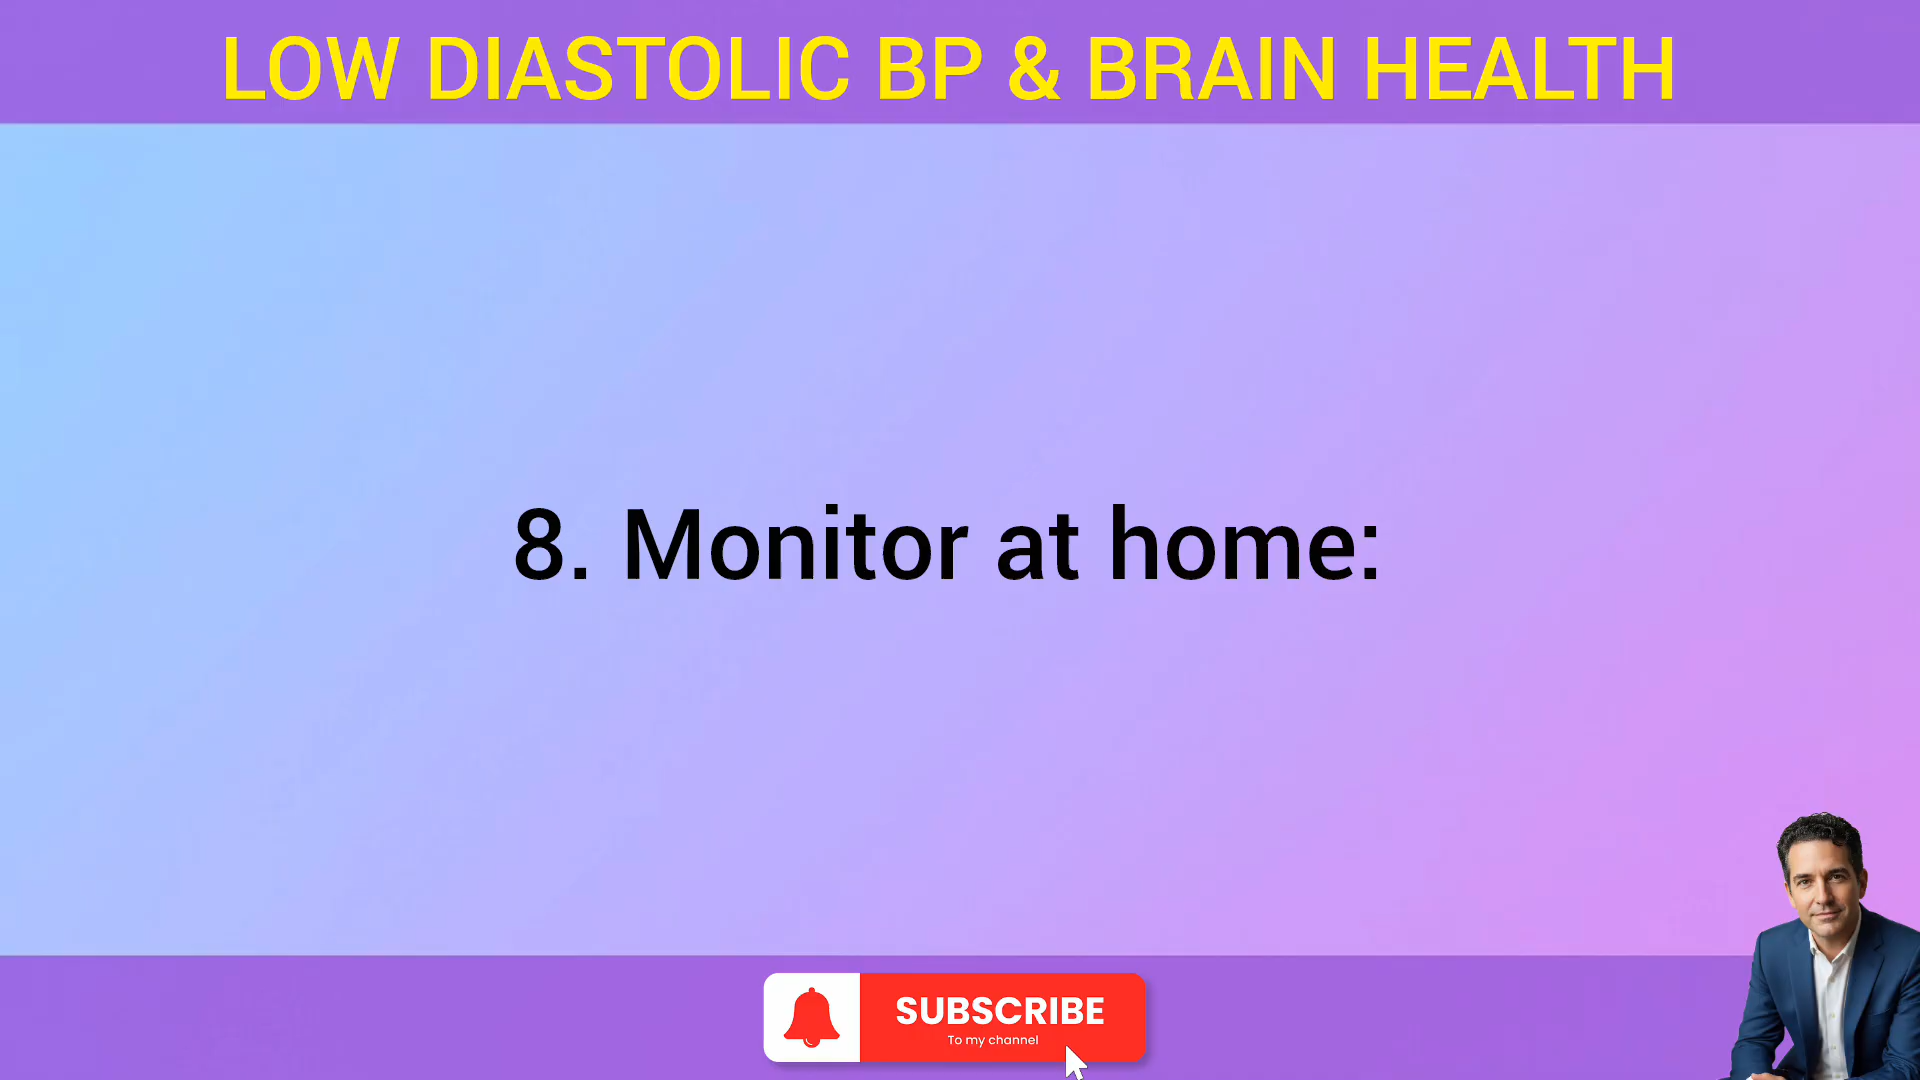 LOW DIASTOLIC BP & BRAIN HEALTH
8. Monitor at home:
SUBSCRIBE
To my channel